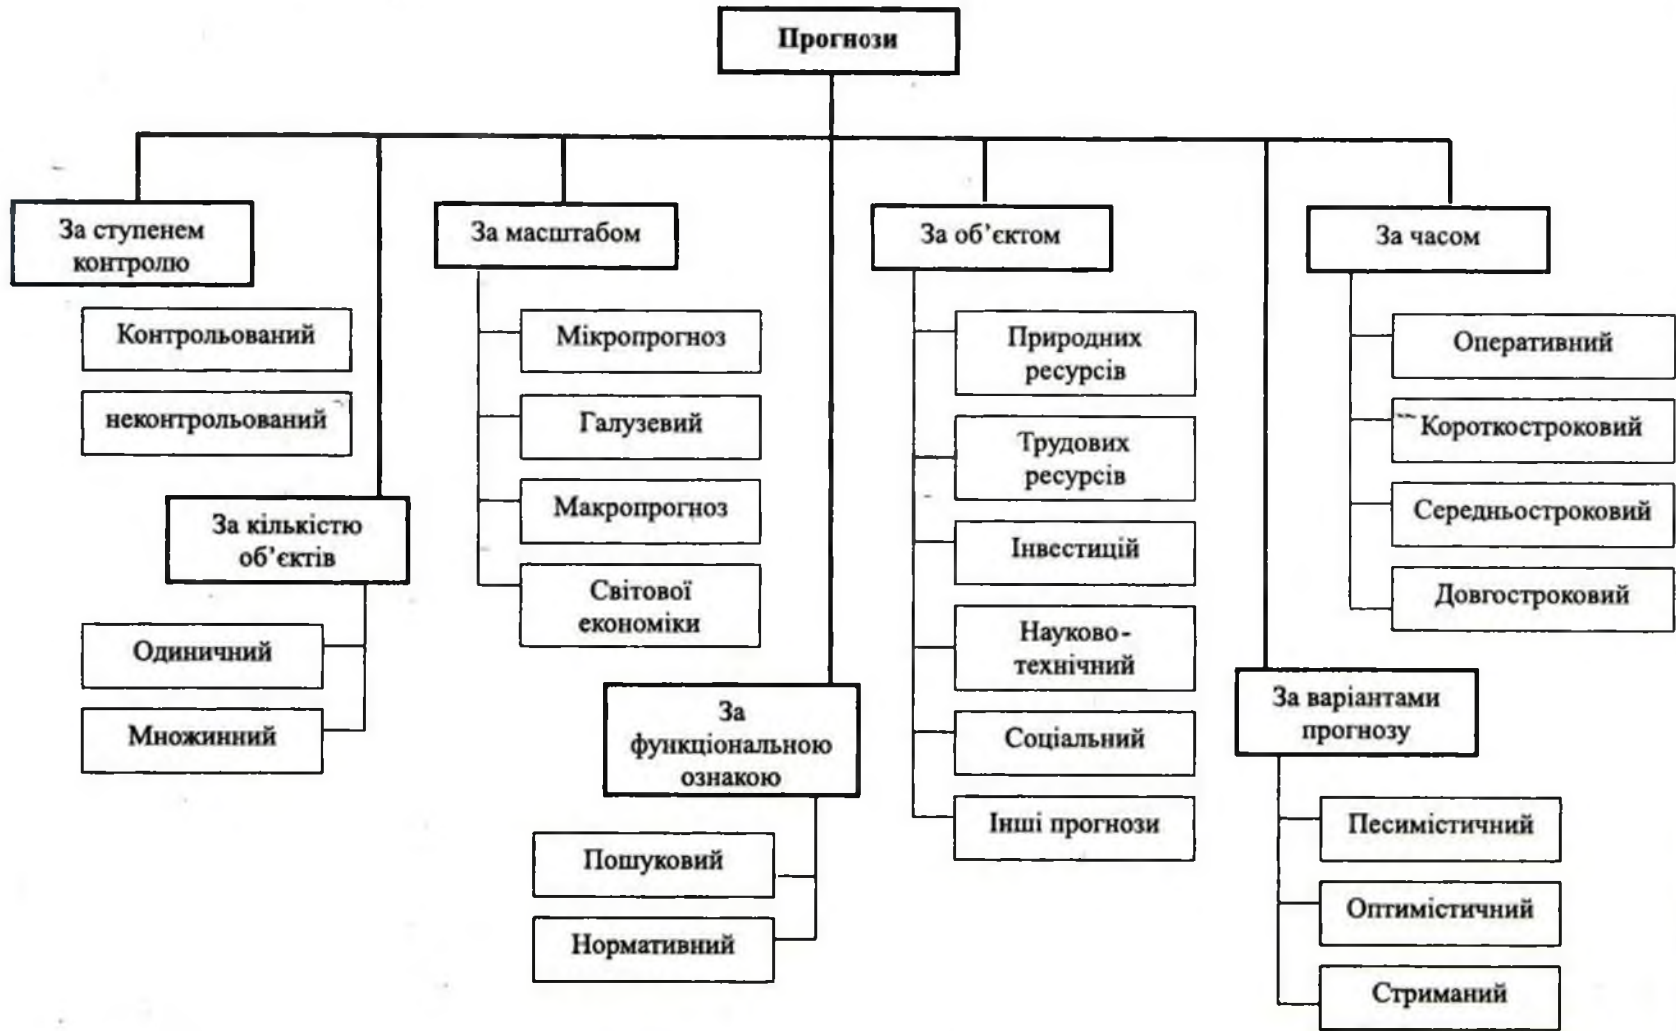 Прогнози
За ступенем
контролю
Контрольований
неконтрольований
За кількістю
об’єктів
Одиничний
Множинний
За масштабом
Мікропрогноз
Галузевий
Макропрогноз
Світової
економіки
За
функціональною
ознакою
Пошуковий
Нормативний
За об’єктом
Природних
ресурсів
Трудових
ресурсів
Інвестицій
Науково-
технічний
Соціальний
Інші прогнози
За часом
Оперативний
Короткостроковий
Середньостроковий
Довгостроковий
За варіантами
прогнозу
Песимістичний
Оптимістичний
Стриманий